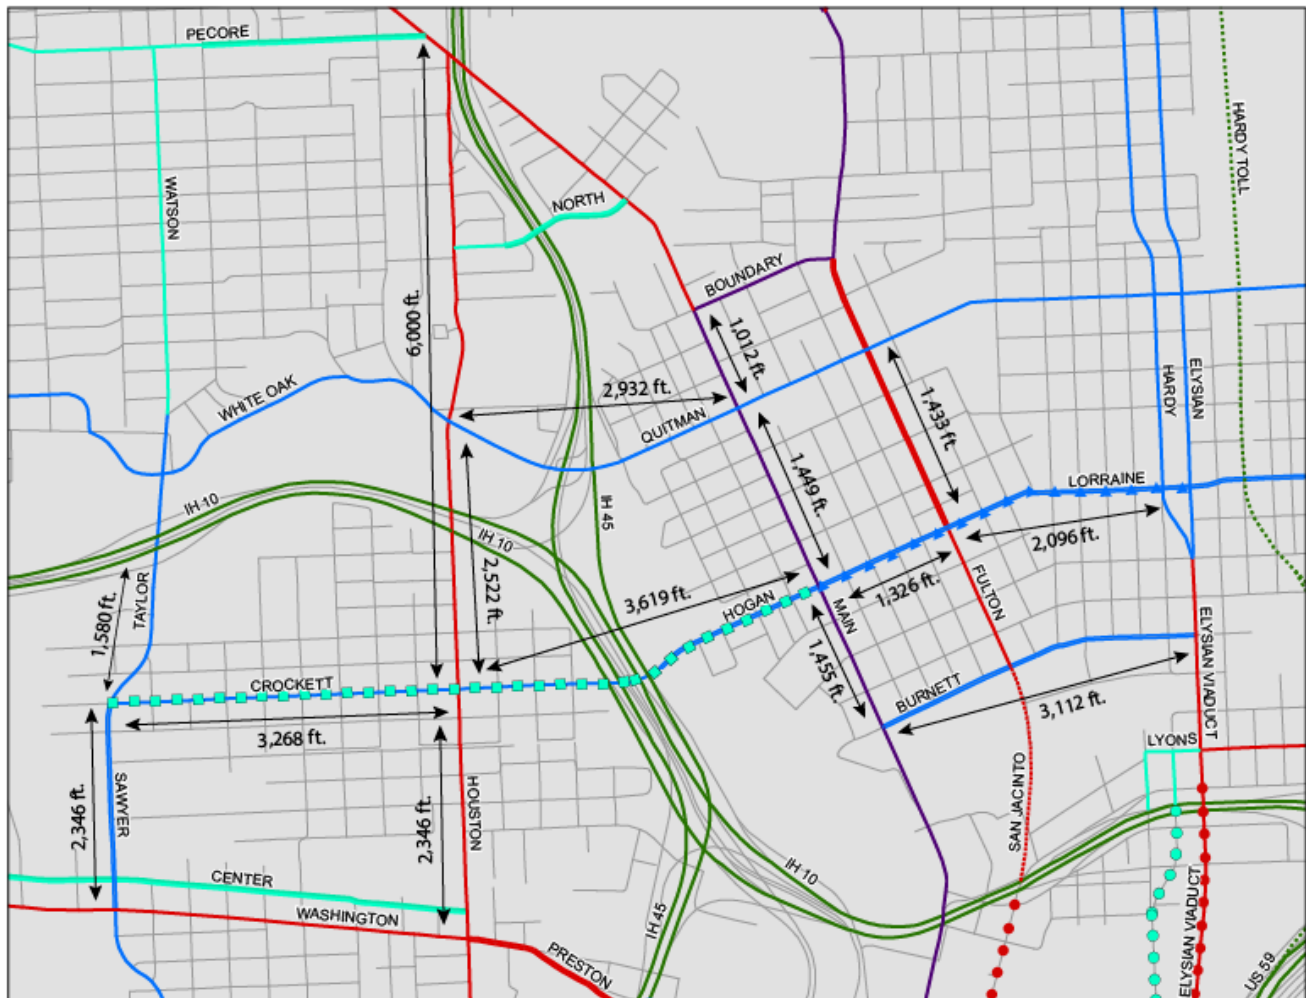 PECORE
HARDY TOLL
WATSON
NORTH
BOUNDARY
6,000 ft.
1,012 ft.
2,932 ft.
WHITE OAK
QUITMAN
1,433 ft.
HARDY
ELYSIAN
1,449 ft.
LORRAINE
IH 10
IH 45
IH 10
2,096 ft.
2,522 ft.
1,580 ft.
TAYLOR
3,619 ft.
HOGAN
1,326 ft.
FULTON
MAIN
ELYSIAN VIADUCT
CROCKETT
1,455 ft.
BURNETT
3,268 ft.
3,112 ft.
LYONS
SAWYER
2,346 ft.
2,346 ft.
HOUSTON
SAN JACINTO
CENTER
IH 10
WASHINGTON
IH 45
PRESTON
ELYSIAN VIADUCT
US 59